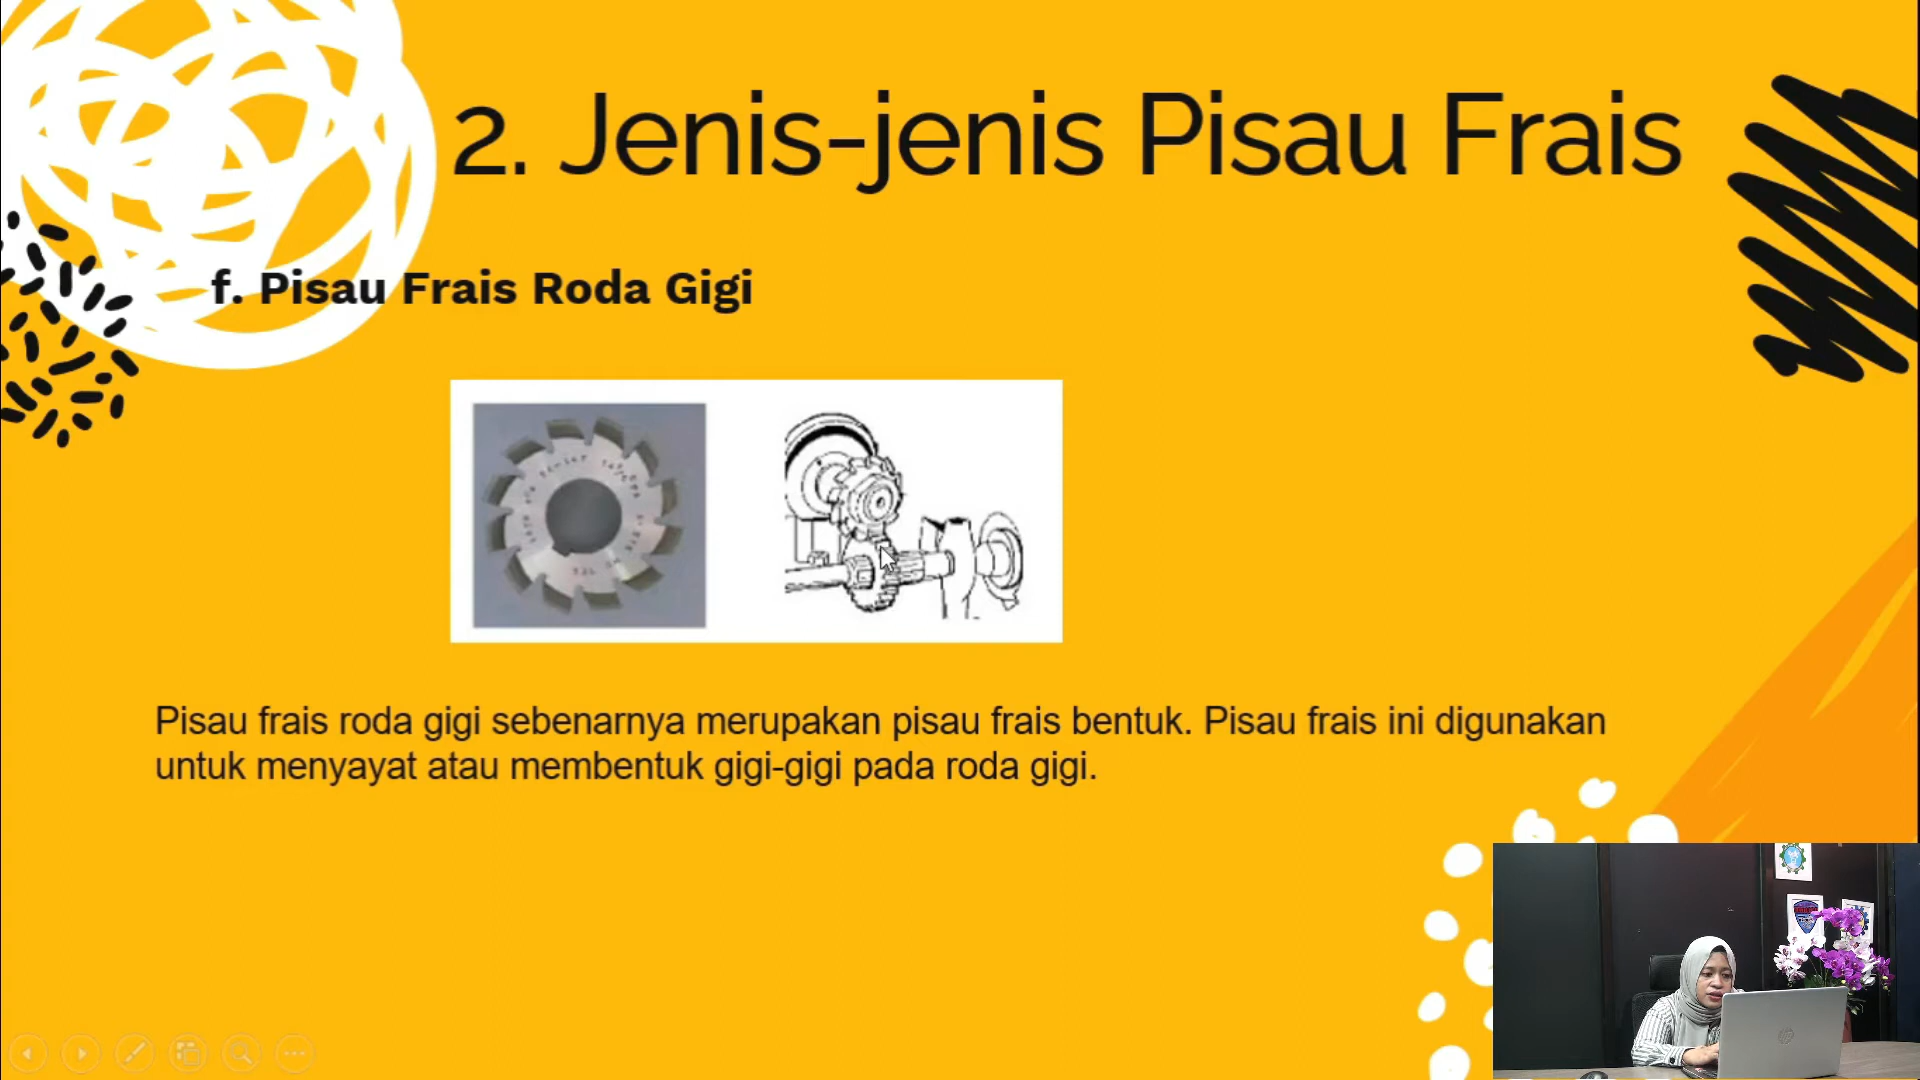 2. Jenis-jenis Pisau Frais
f. Pisau Frais Roda Gigi
Pisau frais roda gigi sebenarnya merupakan pisau frais bentuk. Pisau frais ini digunakan
untuk menyayat atau membentuk gigi-gigi pada roda gigi.